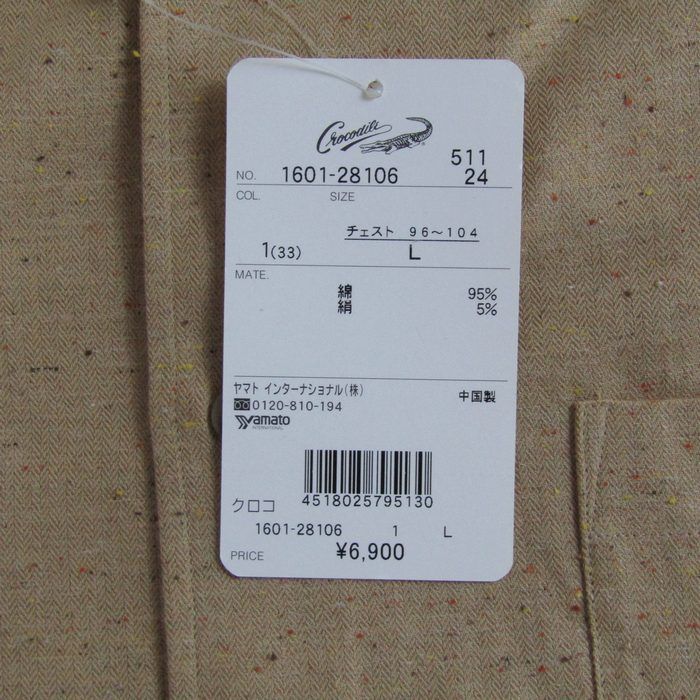 Crocodile
511
NO. 1601-28106 24
COL. SIZE
チェスト 96～104
1(33) L
MATE.
綿 95%
絹 5%
ヤマト インターナショナル(株)
0120-810-194
中国製
Yamato
INTERNATIONAL
4518025795130
クロコ
1601-28106 1 L
PRICE ¥6,900